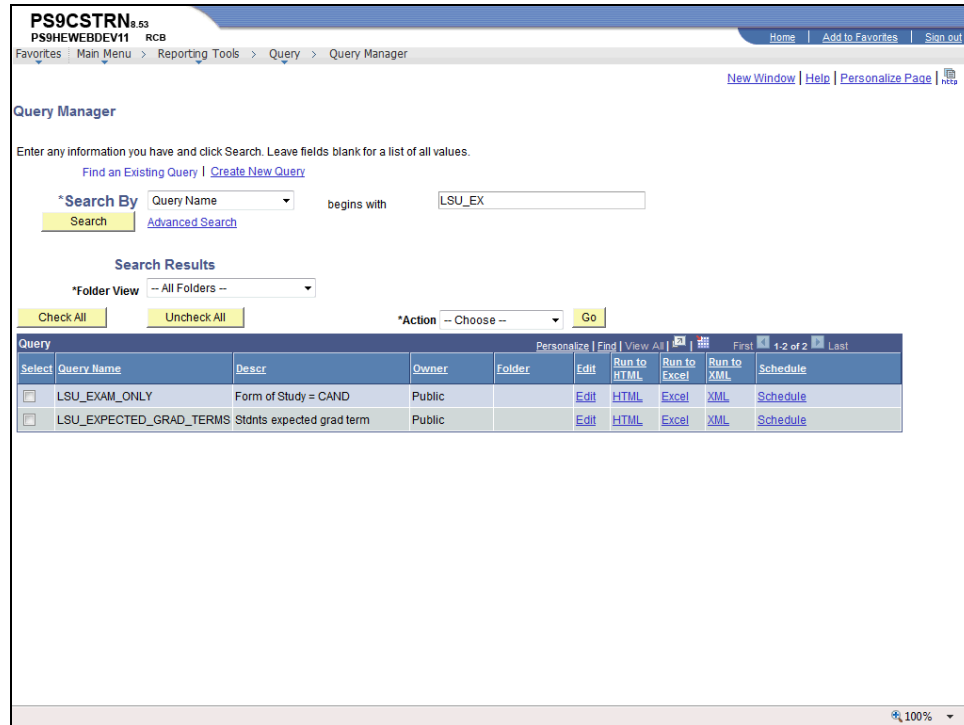 PS9CSTRN8.53
PS9HEWEBDEV11 RCB
Home | Add to Favorites | Sign out
Favorites Main Menu > Reporting Tools > Query > Query Manager
New Window | Help | Personalize Page | http
Query Manager
Enter any information you have and click Search. Leave fields blank for a list of all values.
Find an Existing Query | Create New Query
*Search By Query Name begins with LSU_EX
Search Advanced Search
Search Results
*Folder View -- All Folders --
Check All Uncheck All *Action -- Choose -- Go
Query Personalize | Find | View All | | First 1-2 of 2 Last
Select Query Name Descr Owner Folder Edit Run to HTML Run to Excel Run to XML Schedule
LSU_EXAM_ONLY Form of Study = CAND Public Edit HTML Excel XML Schedule
LSU_EXPECTED_GRAD_TERMS Stdnts expected grad term Public Edit HTML Excel XML Schedule
100%